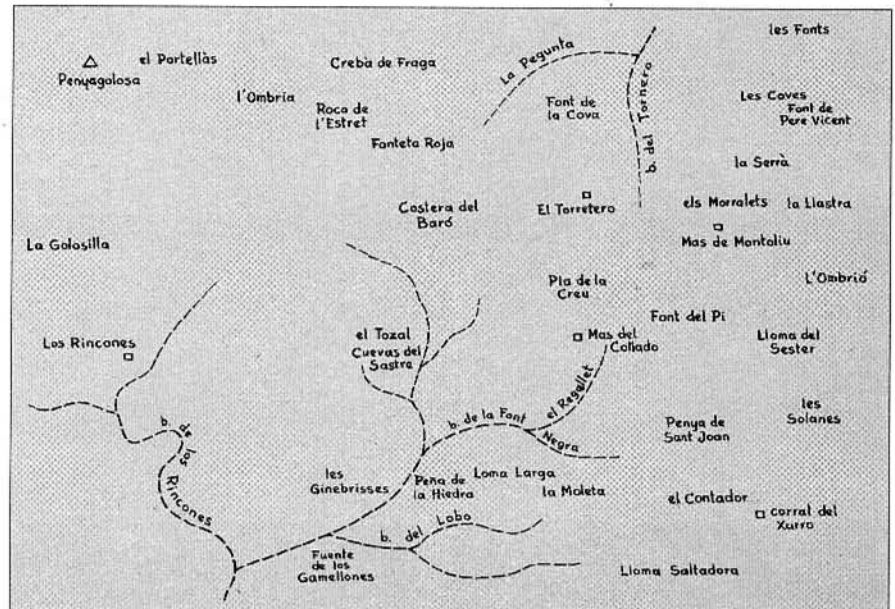 les Fonts
el Portellàs
Penyagolosa
Crebà de Fraga
La Pegunta
l'Ombria
Roca de
l'Estret
Font de
la Cova
b. del Tornero
Les Coves
Font de
Pere Vicent
Fonteta Roja
la Serrà
Costera del
Baró
El Torretero
els Morralets
la Llastra
Mas de Montoliu
La Golosilla
L'Ombrió
Pla de la
Creu
Font del Pi
Los Rincones
el Tozal
Cuevas del
Sastra
Mas del
Collado
Lloma del
Sester
el Regallet
b. de la Font
Negra
les
Solanes
Penya de
Sant Joan
b. de los Rincones
les
Ginebrisses
Peña de
la Hiedra
Loma Larga
la Moleta
el Contador
corral del
Xurro
b. del Lobo
Fuente
de los
Gamellones
Lloma Saltadora